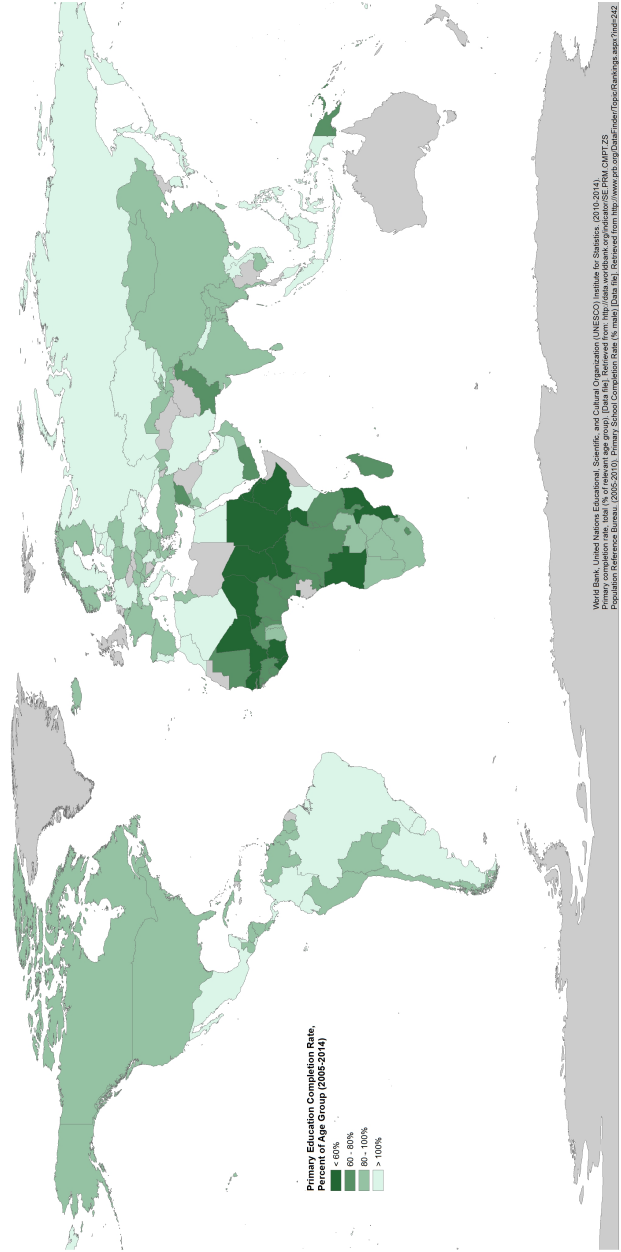 Primary Education Completion Rate,
Percent of Age Group (2005-2014)
< 60%
60 - 80%
80 - 100%
> 100%
World Bank, United Nations Educational, Scientific, and Cultural Organization (UNESCO) Institute for Statistics. (2010-2014).
Primary completion rate, total (% of relevant age group). [Data file]. Retrieved from: http://data.worldbank.org/indicator/SE.PRM.CMPT.ZS
Population Reference Bureau. (2005-2010). Primary School Completion Rate (% male) [Data file]. Retrieved from http://www.prb.org/DataFinder/Topic/Rankings.aspx?ind=242